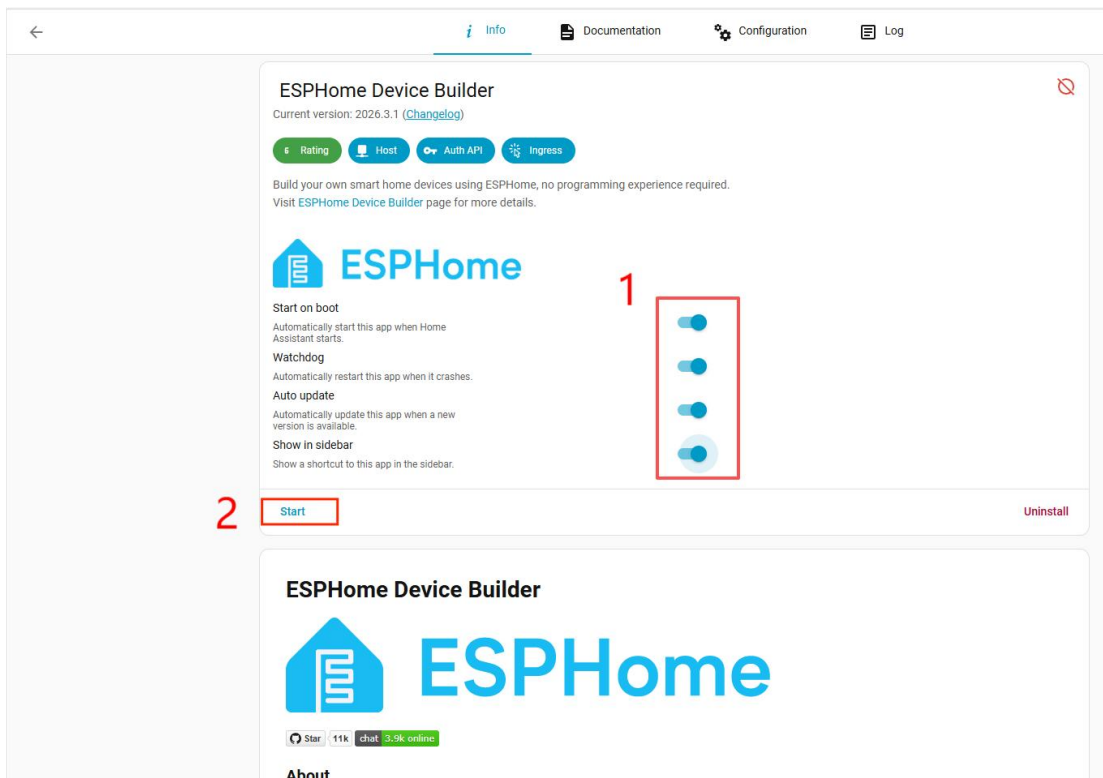 Info
Documentation
Configuration
Log
ESPHome Device Builder
Current version: 2026.3.1 (Changelog)
6 Rating
Host
Auth API
Ingress
Build your own smart home devices using ESPHome, no programming experience required.
Visit ESPHome Device Builder page for more details.
ESPHome
1
Start on boot
Automatically start this app when Home
Assistant starts.
Watchdog
Automatically restart this app when it crashes.
Auto update
Automatically update this app when a new
version is available.
Show in sidebar
Show a shortcut to this app in the sidebar.
2
Start
Uninstall
ESPHome Device Builder
ESPHome
Star 11k chat 3.9k online
About